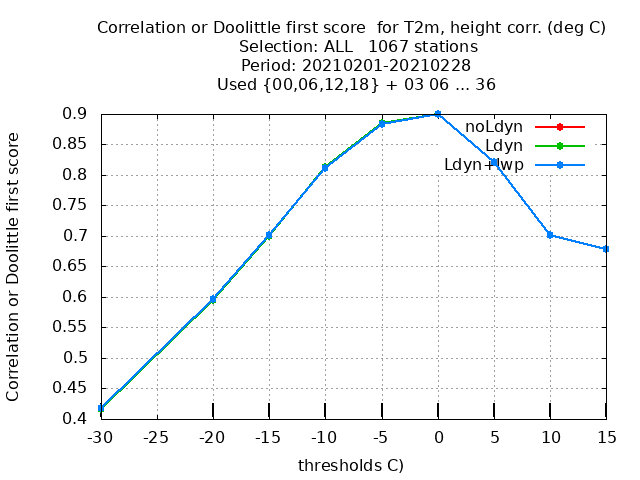 Correlation or Doolittle first score  for T2m, height corr. (deg C)
Selection: ALL   1067 stations
Period: 20210201-20210228
Used {00,06,12,18} + 03 06 ... 36
Correlation or Doolittle first score
0.9
0.85
0.8
0.75
0.7
0.65
0.6
0.55
0.5
0.45
0.4
noLdyn
Ldyn
Ldyn+wp
-30 -25 -20 -15 -10 -5 0 5 10 15
thresholds C)